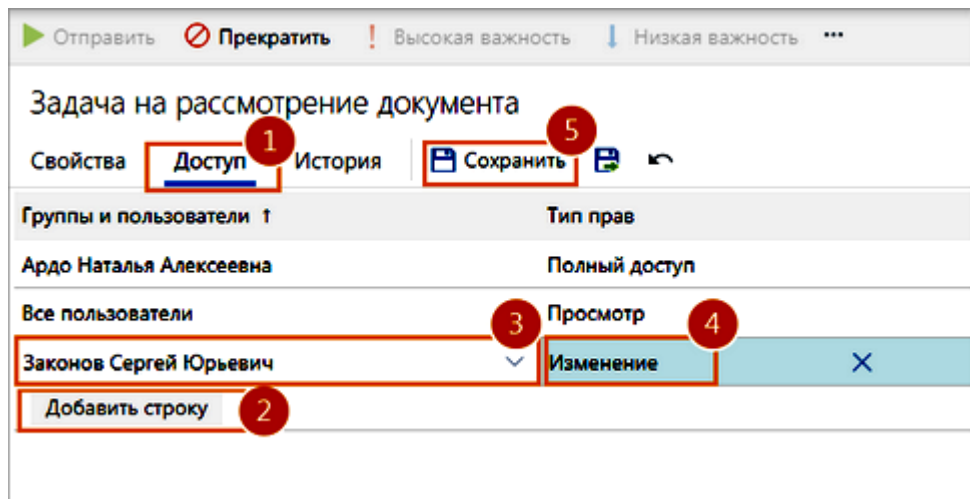 Отправить Прекратить Высокая важность Низкая важность ...
Задача на рассмотрение документа
1 5
Свойства Доступ История Сохранить
Группы и пользователи ↑ Тип прав
Ардо Наталья Алексеевна Полный доступ
Все пользователи Просмотр
3 4
Законов Сергей Юрьевич Изменение
Добавить строку 2